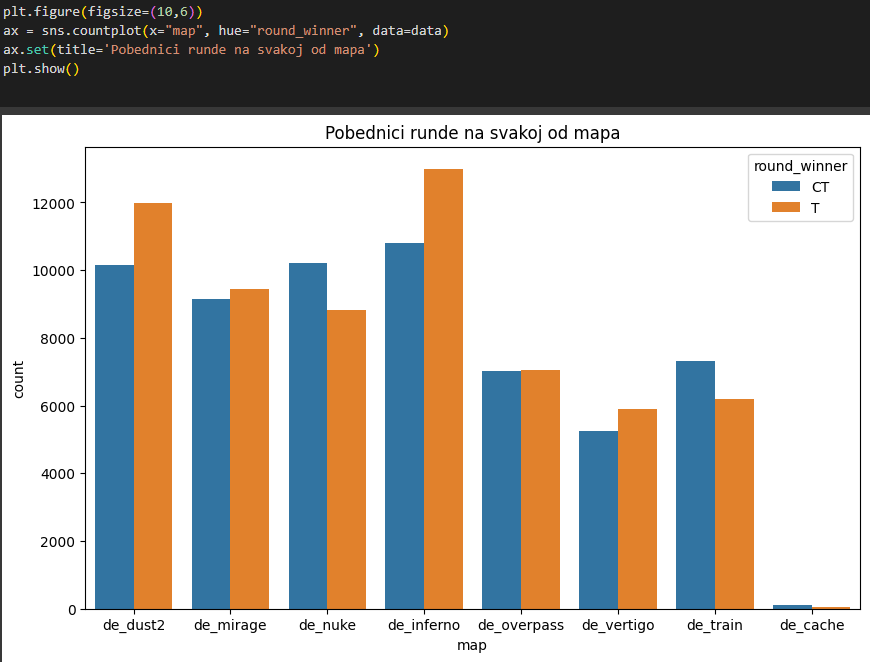 plt.figure(figsize=(10,6))
ax = sns.countplot(x="map", hue="round_winner", data=data)
ax.set(title='Pobednici runde na svakoj od mapa')
plt.show()
Pobednici runde na svakoj od mapa
round_winner
CT
T
12000
10000
8000
6000
4000
2000
0
count
de_dust2 de_mirage de_nuke de_inferno de_overpass de_vertigo de_train de_cache
map